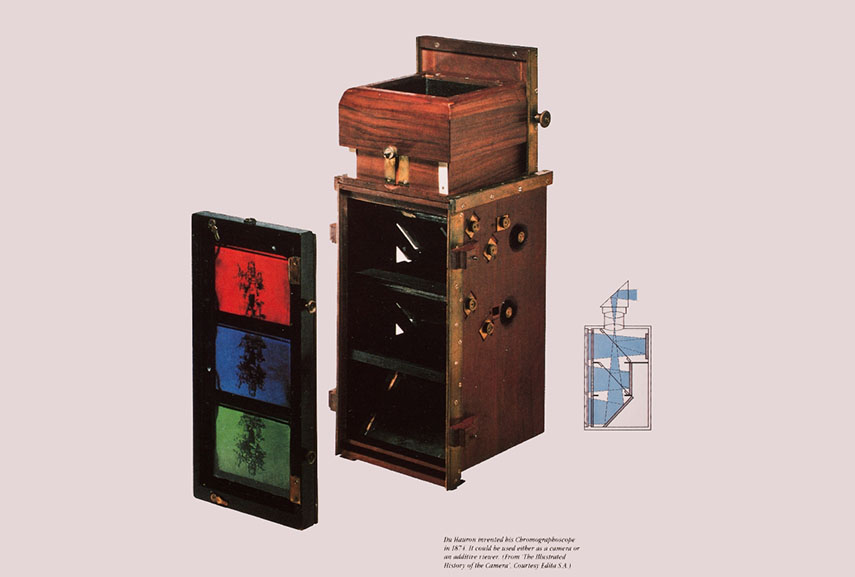 Du Hauron invented his Chromographoscope
in 1874. It could be used either as a camera or
an additive viewer. (From 'The Illustrated
History of the Camera', Courtesy Edita S.A.)